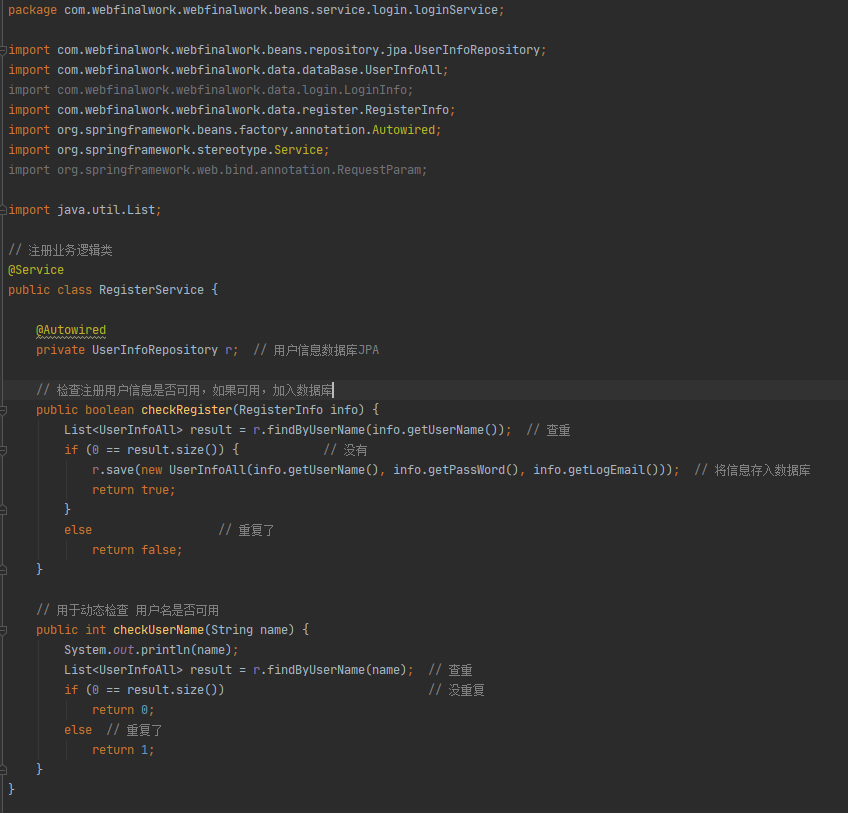 package com.webfinalwork.webfinalwork.beans.service.login.loginService;
import com.webfinalwork.webfinalwork.beans.repository.jpa.UserInfoRepository;
import com.webfinalwork.webfinalwork.data.dataBase.UserInfoAll;
import com.webfinalwork.webfinalwork.data.login.LoginInfo;
import com.webfinalwork.webfinalwork.data.register.RegisterInfo;
import org.springframework.beans.factory.annotation.Autowired;
import org.springframework.stereotype.Service;
import org.springframework.web.bind.annotation.RequestParam;
import java.util.List;
// 注册业务逻辑类
@Service
public class RegisterService {
@Autowired
private UserInfoRepository r;  // 用户信息数据库JPA
// 检查注册用户信息是否可用，如果可用，加入数据库
public boolean checkRegister(RegisterInfo info) {
List<UserInfoAll> result = r.findByUserName(info.getUserName());  // 查重
if (0 == result.size()) {            // 没有
r.save(new UserInfoAll(info.getUserName(), info.getPassWord(), info.getLogEmail()));  // 将信息存入数据库
return true;
}
else                  // 重复了
return false;
}
// 用于动态检查 用户名是否可用
public int checkUserName(String name) {
System.out.println(name);
List<UserInfoAll> result = r.findByUserName(name);  // 查重
if (0 == result.size())                             // 没重复
return 0;
else  // 重复了
return 1;
}
}